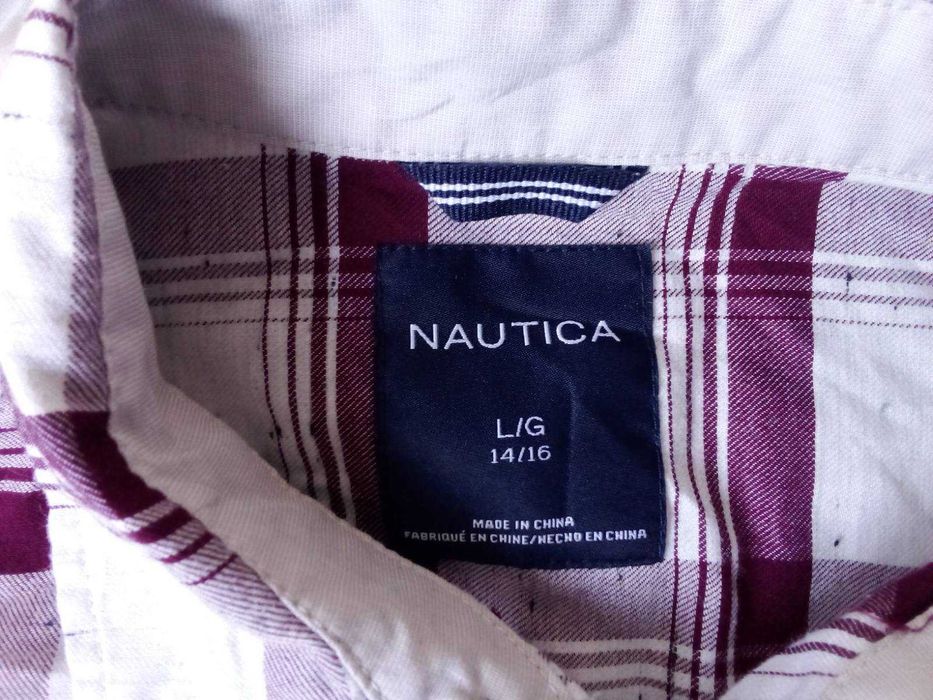 NAUTICA
L/G
14/16
MADE IN CHINA
FABRIQUÉ EN CHINE/HECHO EN CHINA